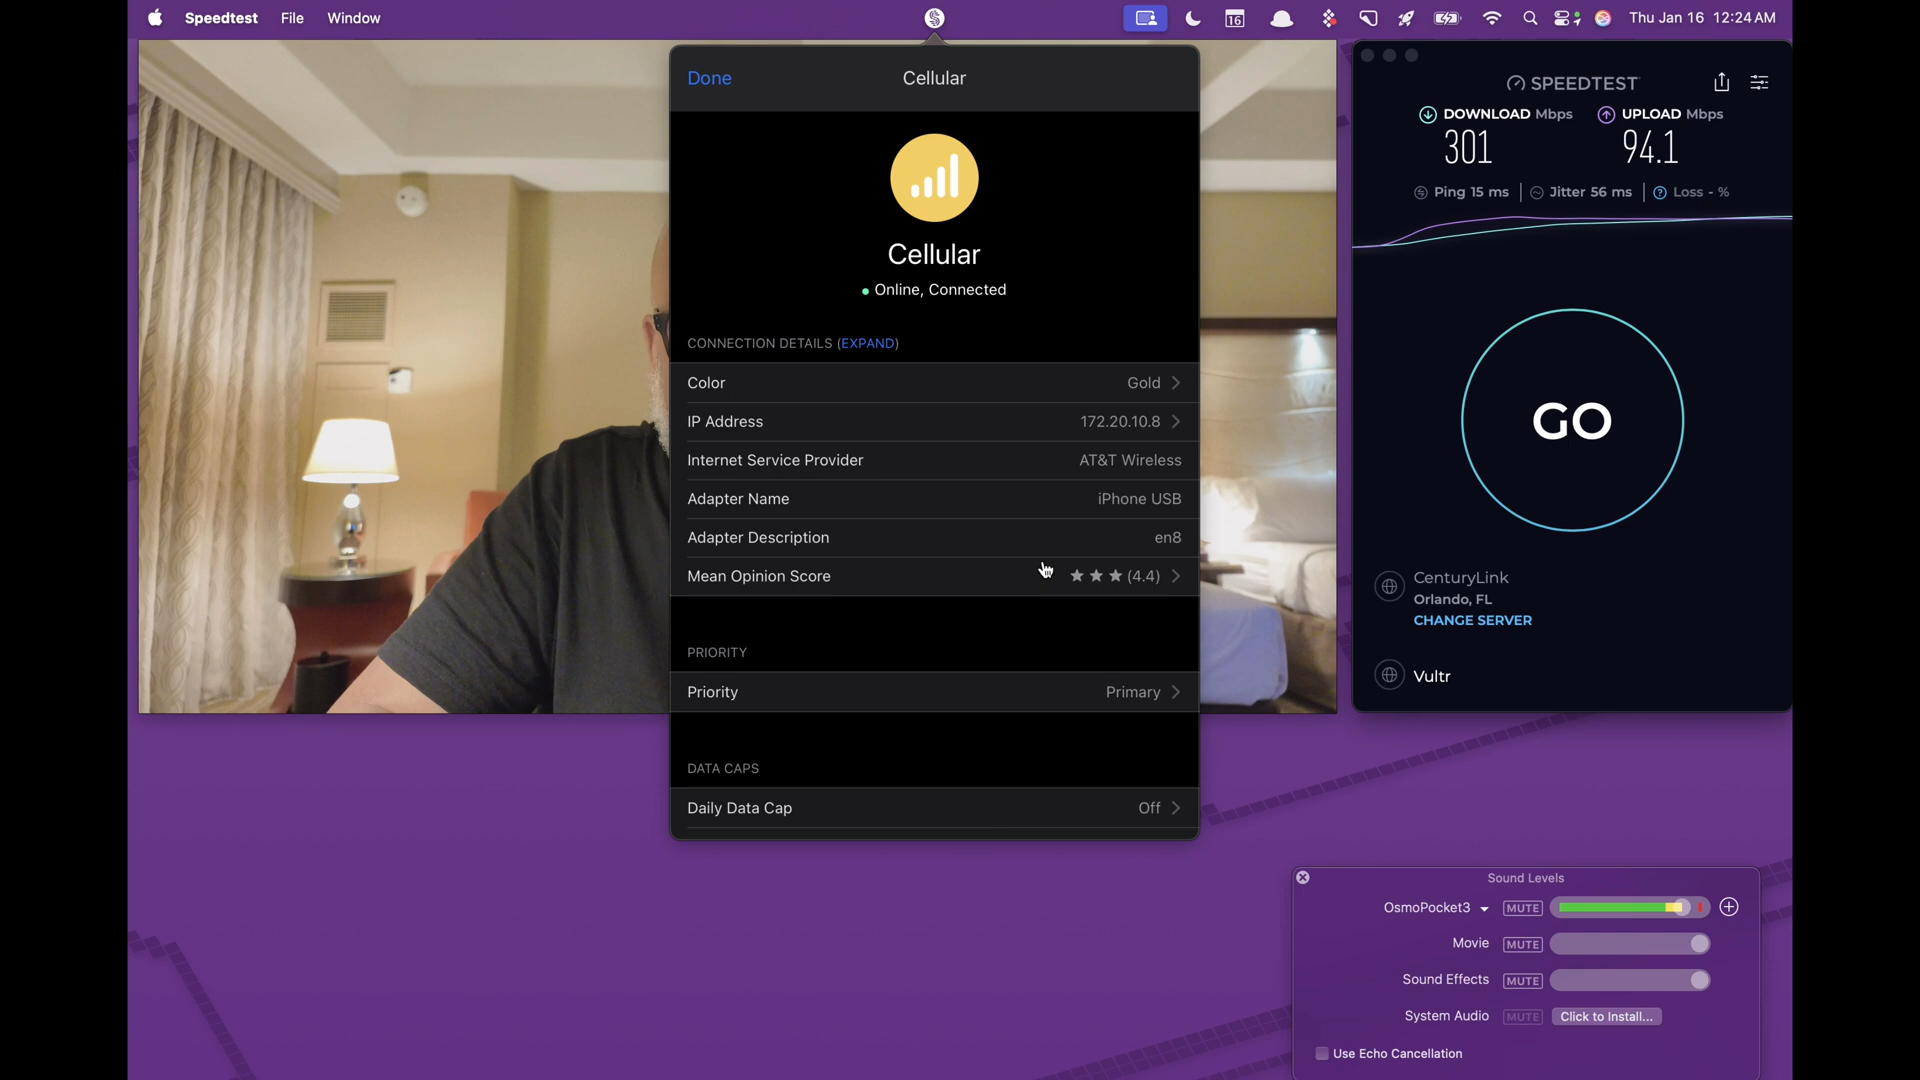 Speedtest File Window
16
Thu Jan 16 12:24 AM
Done
Cellular
Cellular
Online, Connected
CONNECTION DETAILS (EXPAND)
Color Gold
IP Address 172.20.10.8
Internet Service Provider AT&T Wireless
Adapter Name iPhone USB
Adapter Description en8
Mean Opinion Score ★ ★ ★ (4.4)
PRIORITY
Priority Primary
DATA CAPS
Daily Data Cap Off
SPEEDTEST
DOWNLOAD Mbps UPLOAD Mbps
301 94.1
Ping 15 ms Jitter 56 ms Loss - %
GO
CenturyLink
Orlando, FL
CHANGE SERVER
Vultr
Sound Levels
OsmoPocket3 MUTE
Movie MUTE
Sound Effects MUTE
System Audio MUTE Click to Install...
Use Echo Cancellation